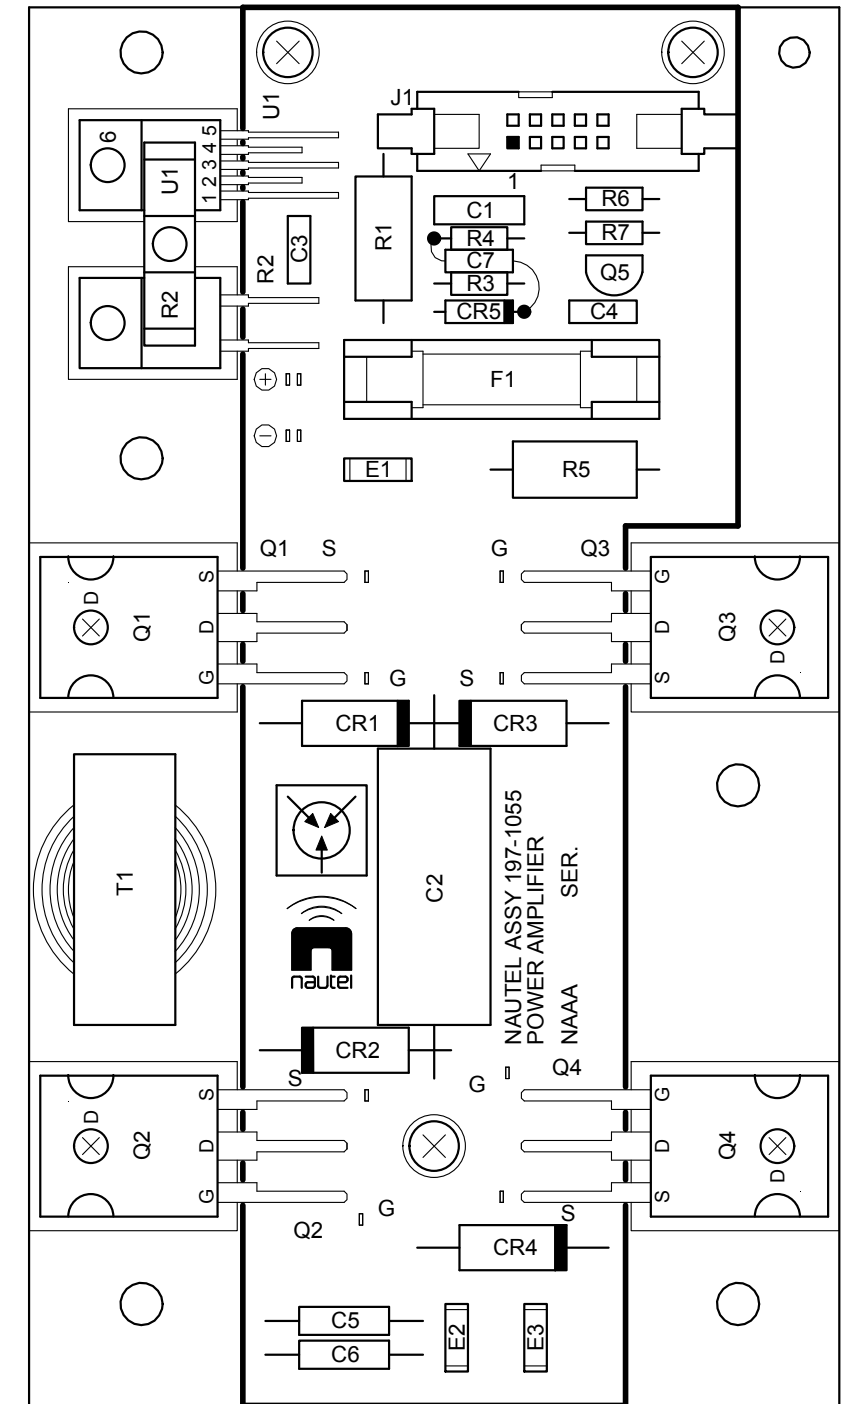 U1
J1
6
5
4
3
2
1
U1
1
R1
C1
R6
R4
R7
C7
Q5
R3
CR5
C4
R2
C3
R2
F1
E1
R5
Q1
S
G
Q3
S
D
G
D
Q1
G
D
S
D
Q3
G
S
CR1
CR3
T1
C2
NAUTEL ASSY 197-1055
POWER AMPLIFIER
NAAA SER.
nautel
CR2
S
G
Q4
S
D
G
D
Q2
G
D
S
D
Q4
Q2
G
S
CR4
C5
C6
E2
E3